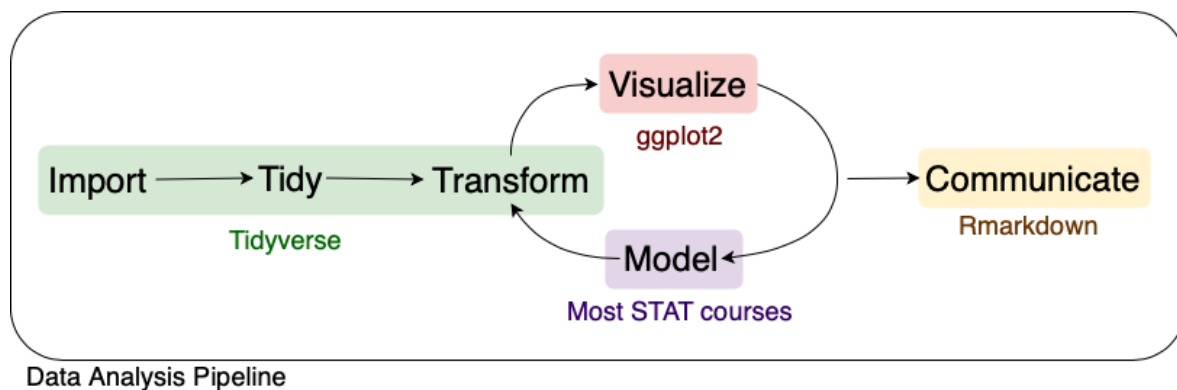 Visualize
ggplot2
Import
Tidy
Transform
Tidyverse
Model
Most STAT courses
Communicate
Rmarkdown
Data Analysis Pipeline